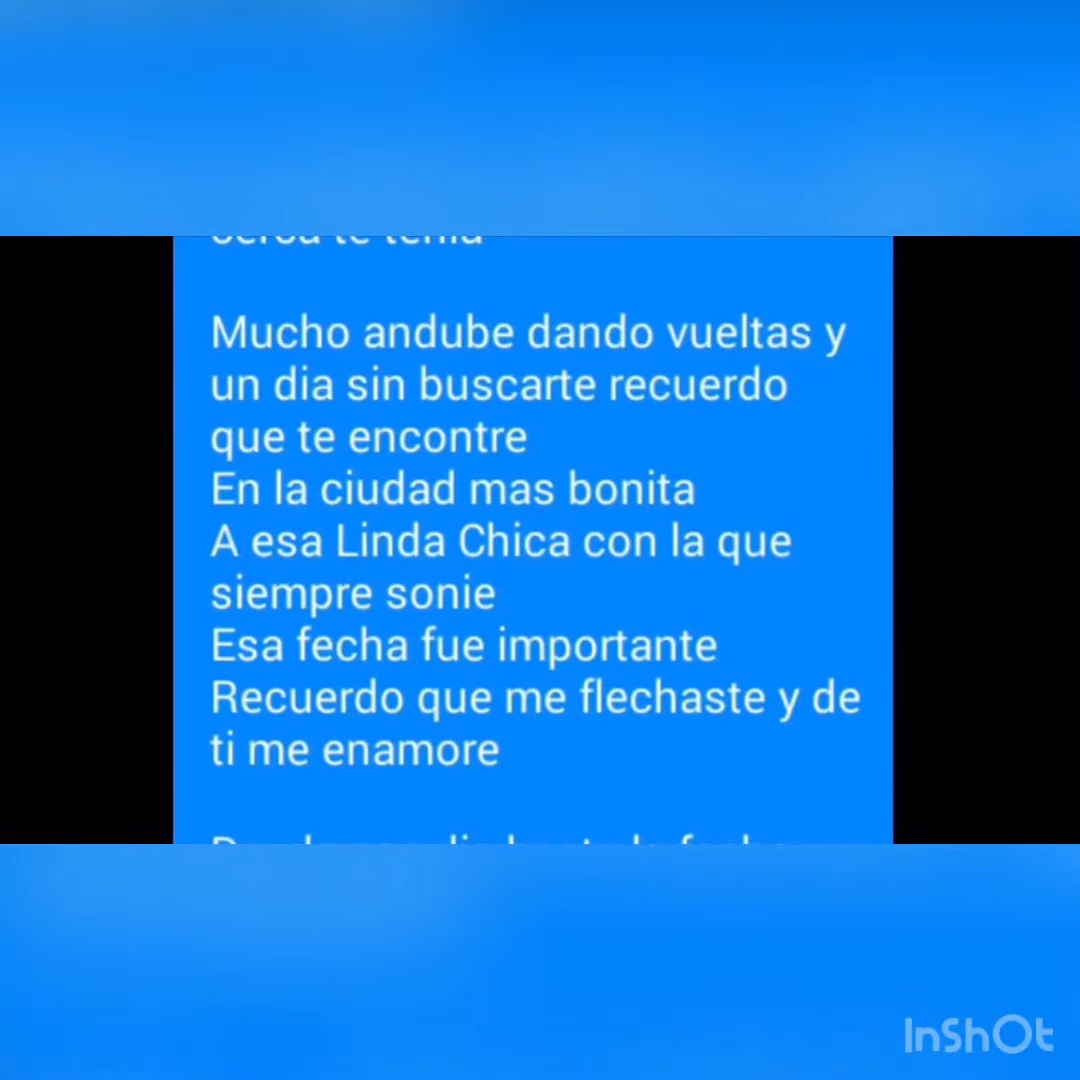 Mucho andube dando vueltas y
un dia sin buscarte recuerdo
que te encontre
En la ciudad mas bonita
A esa Linda Chica con la que
siempre sonie
Esa fecha fue importante
Recuerdo que me flechaste y de
ti me enamore
InShOt